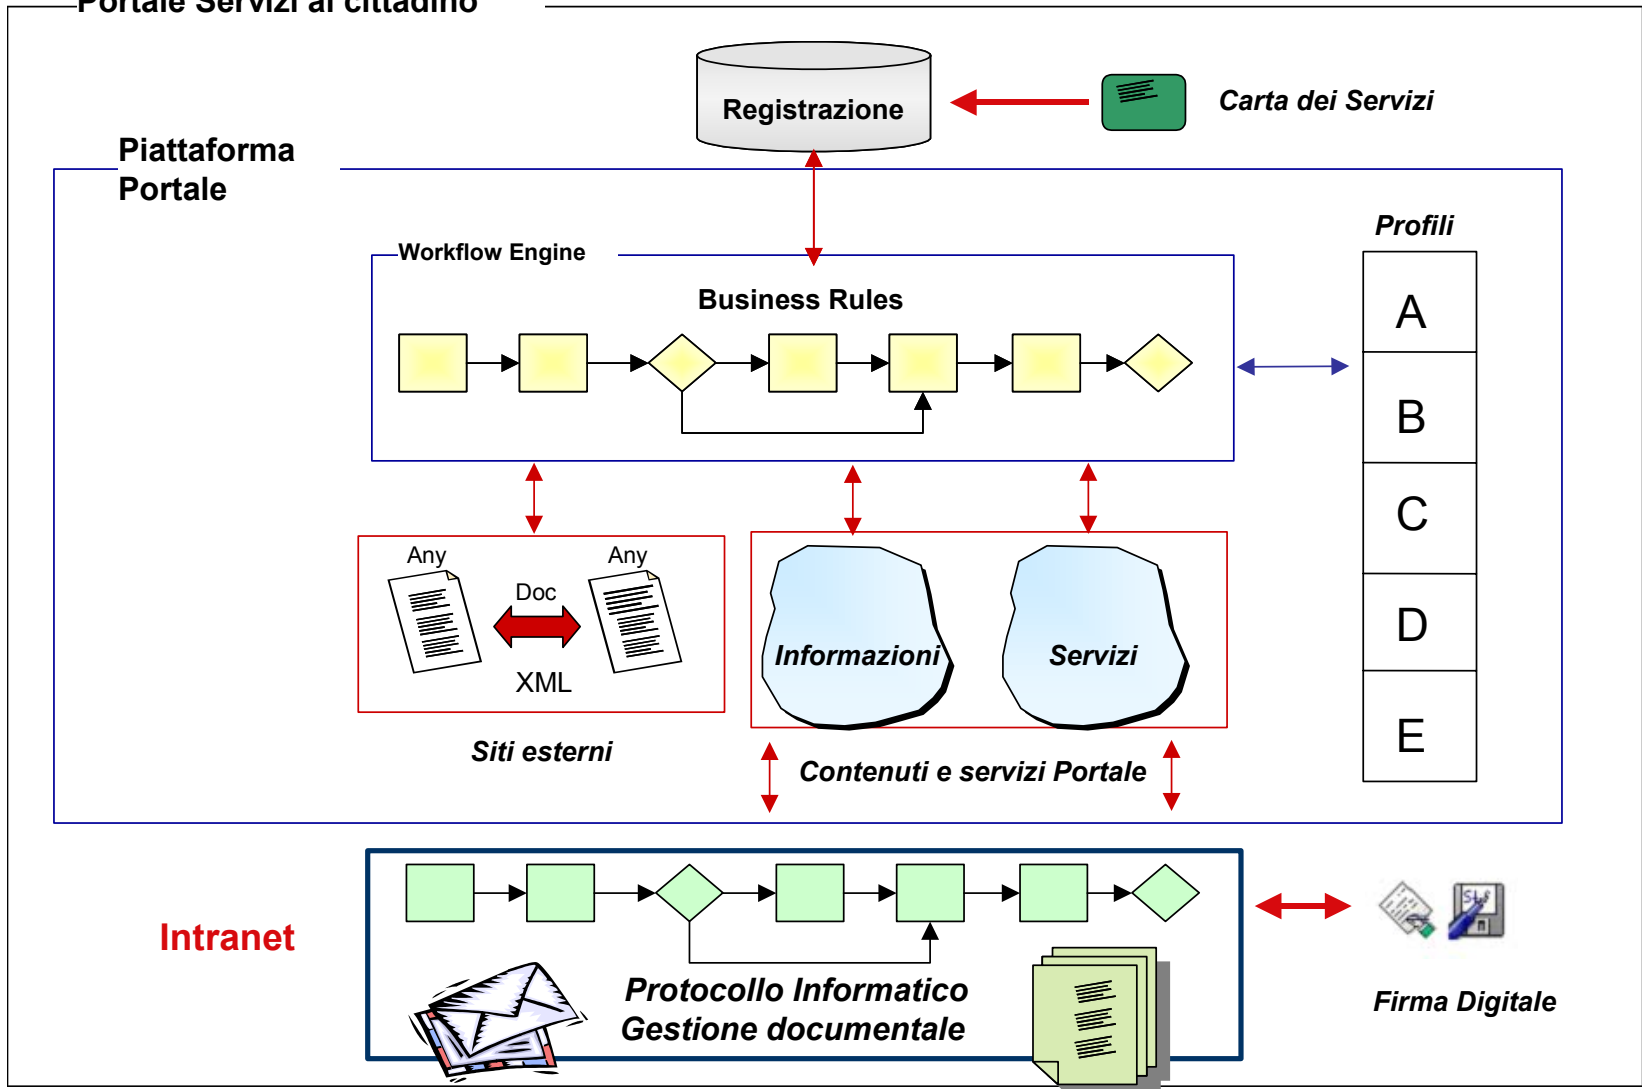 Portale Servizi al cittadino
Registrazione
Carta dei Servizi
Piattaforma
Portale
Profili
Workflow Engine
Business Rules
A
B
C
D
E
Any
Any
Doc
XML
Informazioni
Servizi
Siti esterni
Contenuti e servizi Portale
Intranet
Protocollo Informatico
Gestione documentale
Firma Digitale